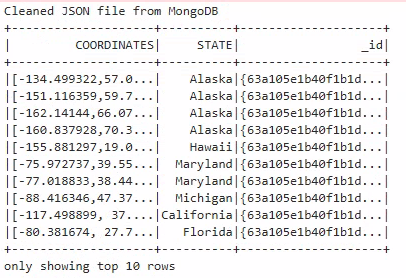 Cleaned JSON file from MongoDB
+--------------------+----------+--------------------+
|         COORDINATES|     STATE|                 _id|
+--------------------+----------+--------------------+
|[-134.499322,57.0...|    Alaska|{63a105e1b40f1b1d...|
|[-151.116359,59.7...|    Alaska|{63a105e1b40f1b1d...|
|[-162.14144,66.07...|    Alaska|{63a105e1b40f1b1d...|
|[-160.837928,70.3...|    Alaska|{63a105e1b40f1b1d...|
|[-155.881297,19.0...|    Hawaii|{63a105e1b40f1b1d...|
|[-75.972737,39.55...|  Maryland|{63a105e1b40f1b1d...|
|[-77.018833,38.44...|  Maryland|{63a105e1b40f1b1d...|
|[-88.416346,47.37...|  Michigan|{63a105e1b40f1b1d...|
|[-117.498899, 37....|California|{63a105e1b40f1b1d...|
|[-80.381674, 27.7...|   Florida|{63a105e1b40f1b1d...|
+--------------------+----------+--------------------+
only showing top 10 rows